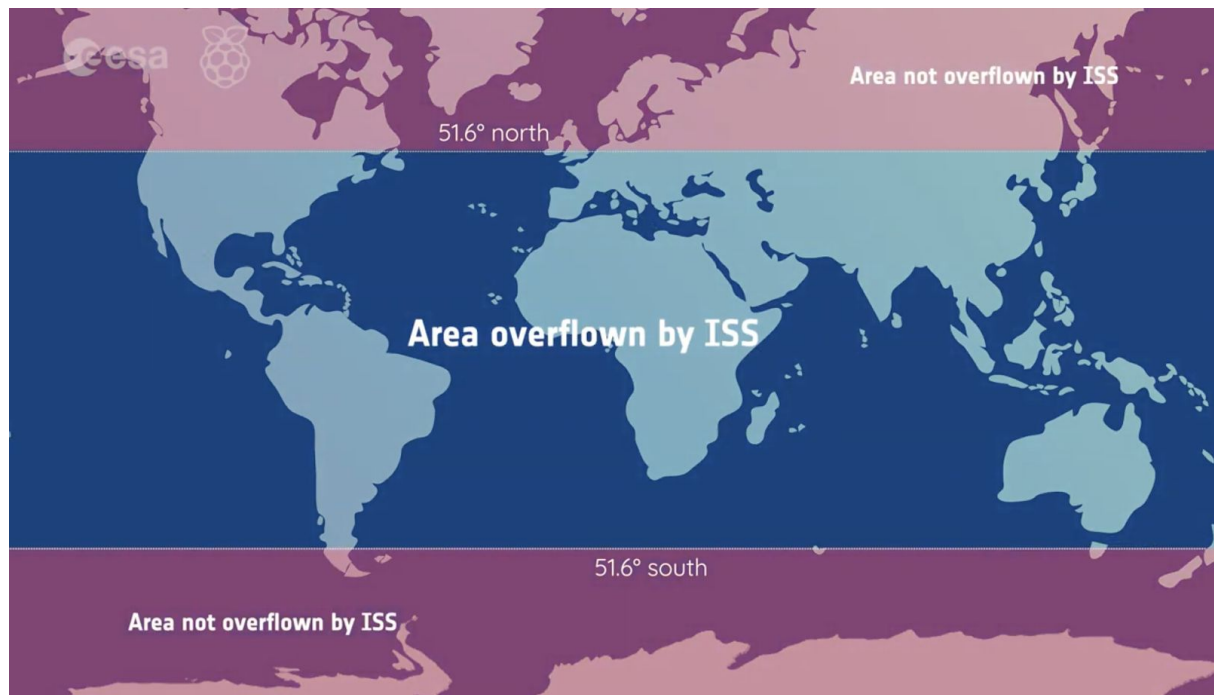 esa
Area not overflown by ISS
51.6° north
Area overflown by ISS
51.6° south
Area not overflown by ISS